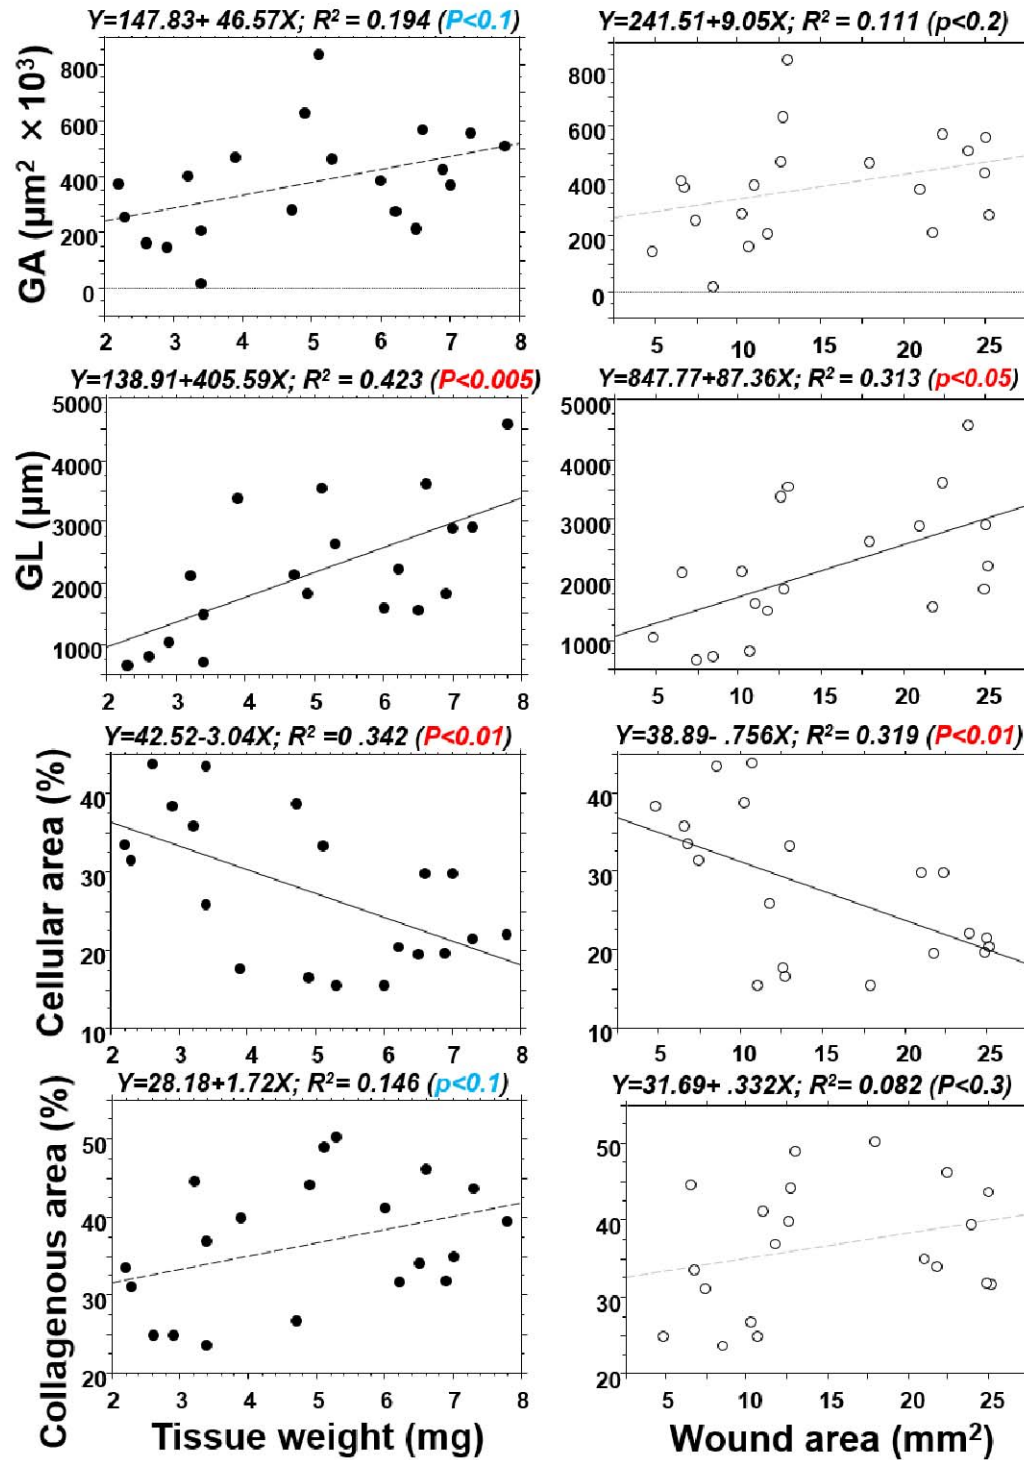 Y=147.83+ 46.57X; R² = 0.194 (P<0.1)
Y=241.51+9.05X; R² = 0.111 (p<0.2)
GA (µm² ×10³)
800
600
400
200
0
2 3 4 5 6 7 8
800
600
400
200
0
5 10 15 20 25
Y=138.91+405.59X; R² = 0.423 (P<0.005)
Y=847.77+87.36X; R² = 0.313 (p<0.05)
GL (µm)
5000
4000
3000
2000
1000
2 3 4 5 6 7 8
5000
4000
3000
2000
1000
5 10 15 20 25
Y=42.52-3.04X; R² =0 .342 (P<0.01)
Y=38.89- .756X; R²= 0.319 (P<0.01)
Cellular area (%)
40
30
20
10
2 3 4 5 6 7 8
40
30
20
10
5 10 15 20 25
Y=28.18+1.72X; R²= 0.146 (p<0.1)
Y=31.69+ .332X; R²= 0.082 (P<0.3)
Collagenous area (%)
50
40
30
20
2 3 4 5 6 7 8
50
40
30
20
5 10 15 20 25
Tissue weight (mg)
Wound area (mm²)